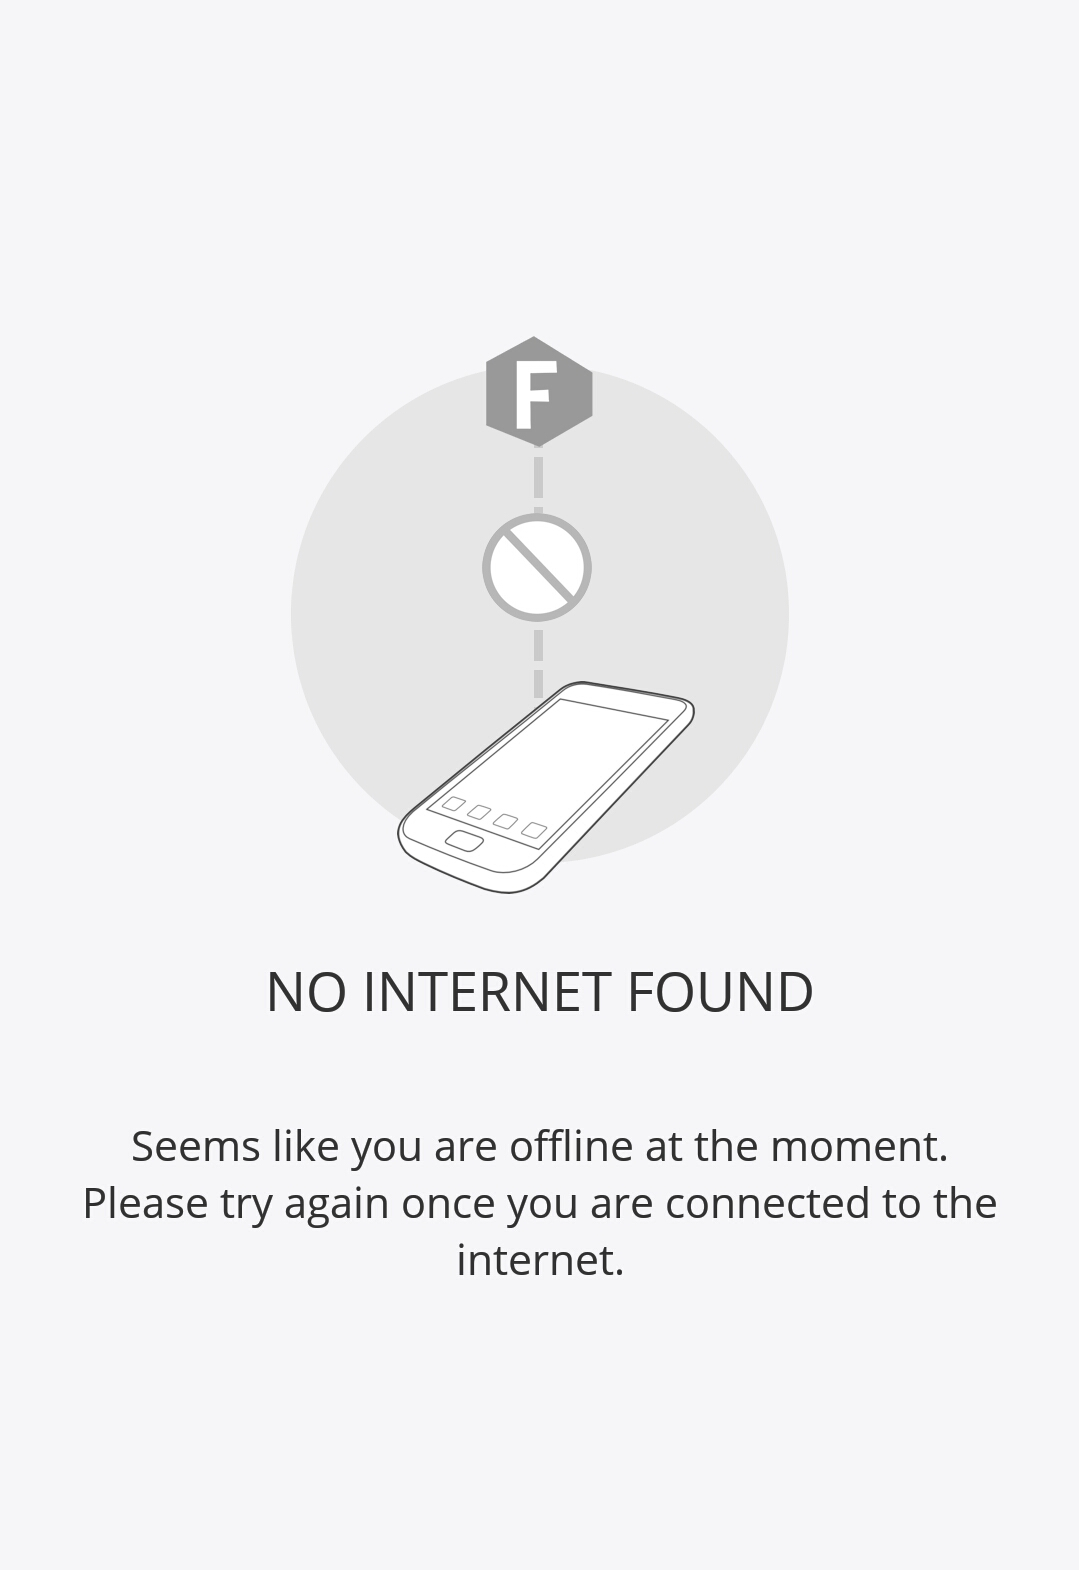 F
NO INTERNET FOUND
Seems like you are offline at the moment.
Please try again once you are connected to the
internet.